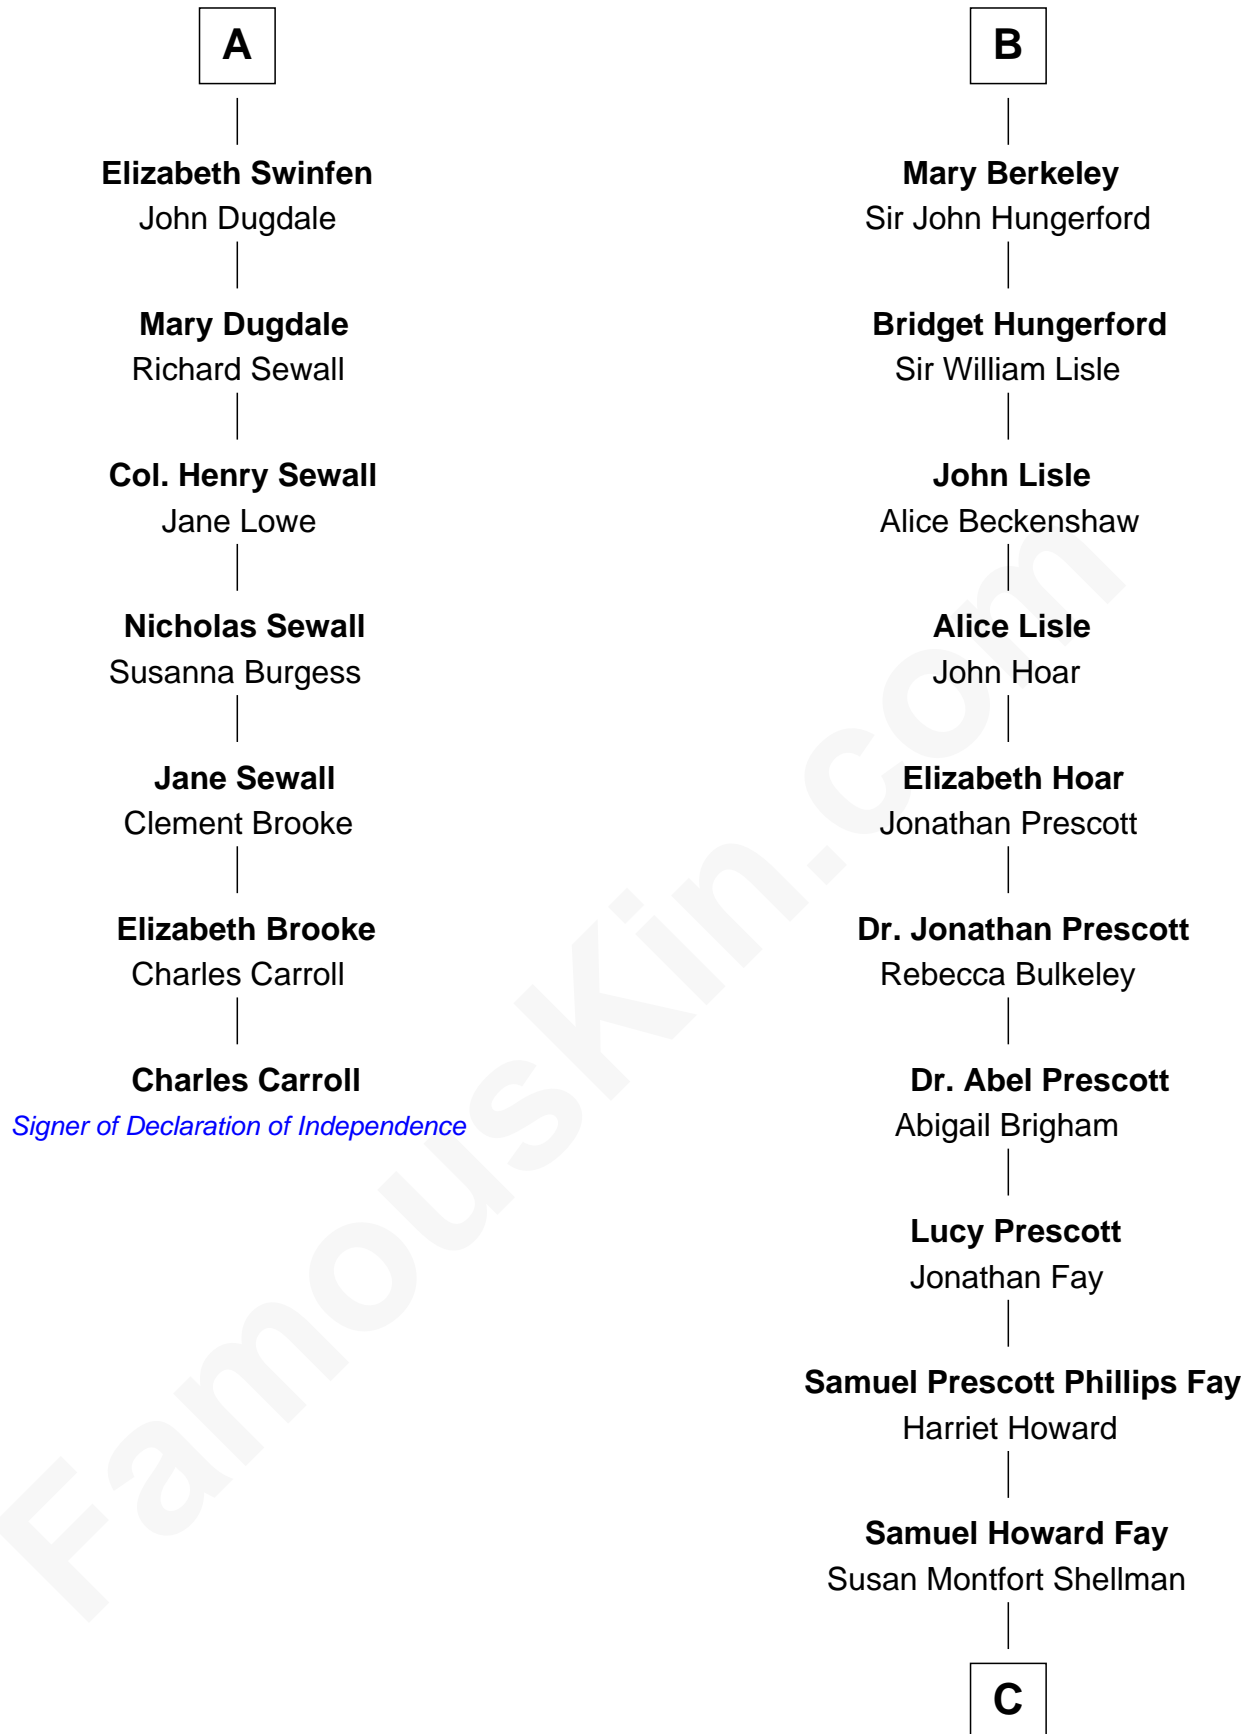 A
Elizabeth Swinfen
John Dugdale
Mary Dugdale
Richard Sewall
Col. Henry Sewall
Jane Lowe
Nicholas Sewall
Susanna Burgess
Jane Sewall
Clement Brooke
Elizabeth Brooke
Charles Carroll
Charles Carroll
Signer of Declaration of Independence
B
Mary Berkeley
Sir John Hungerford
Bridget Hungerford
Sir William Lisle
John Lisle
Alice Beckenshaw
Alice Lisle
John Hoar
Elizabeth Hoar
Jonathan Prescott
Dr. Jonathan Prescott
Rebecca Bulkeley
Dr. Abel Prescott
Abigail Brigham
Lucy Prescott
Jonathan Fay
Samuel Prescott Phillips Fay
Harriet Howard
Samuel Howard Fay
Susan Montfort Shellman
C
FamousKin.com